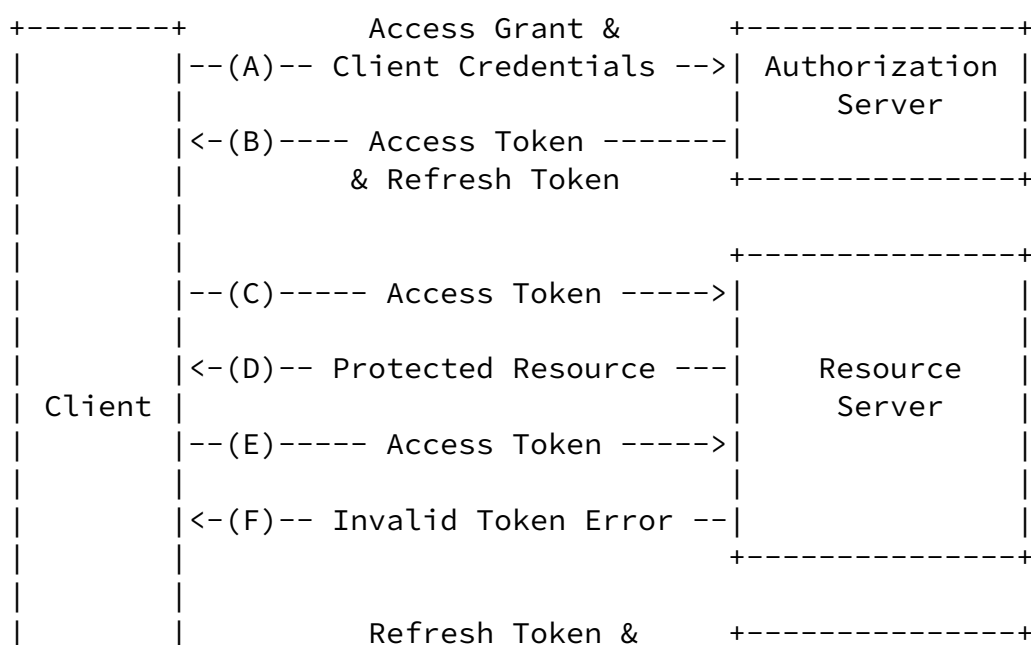 +--------+           Access Grant &      +---------------+
|        |--(A)-- Client Credentials -->| Authorization |
|        |                              |     Server    |
|        |<-(B)---- Access Token -------|               |
|        |         & Refresh Token      +---------------+
|        |
|        |                              +---------------+
|        |--(C)----- Access Token ----->|               |
|        |                              |               |
|        |<-(D)-- Protected Resource ---|    Resource   |
| Client |                              |     Server    |
|        |--(E)----- Access Token ----->|               |
|        |                              |               |
|        |<-(F)-- Invalid Token Error --|               |
|        |                              +---------------+
|        |
|        |          Refresh Token &     +---------------+